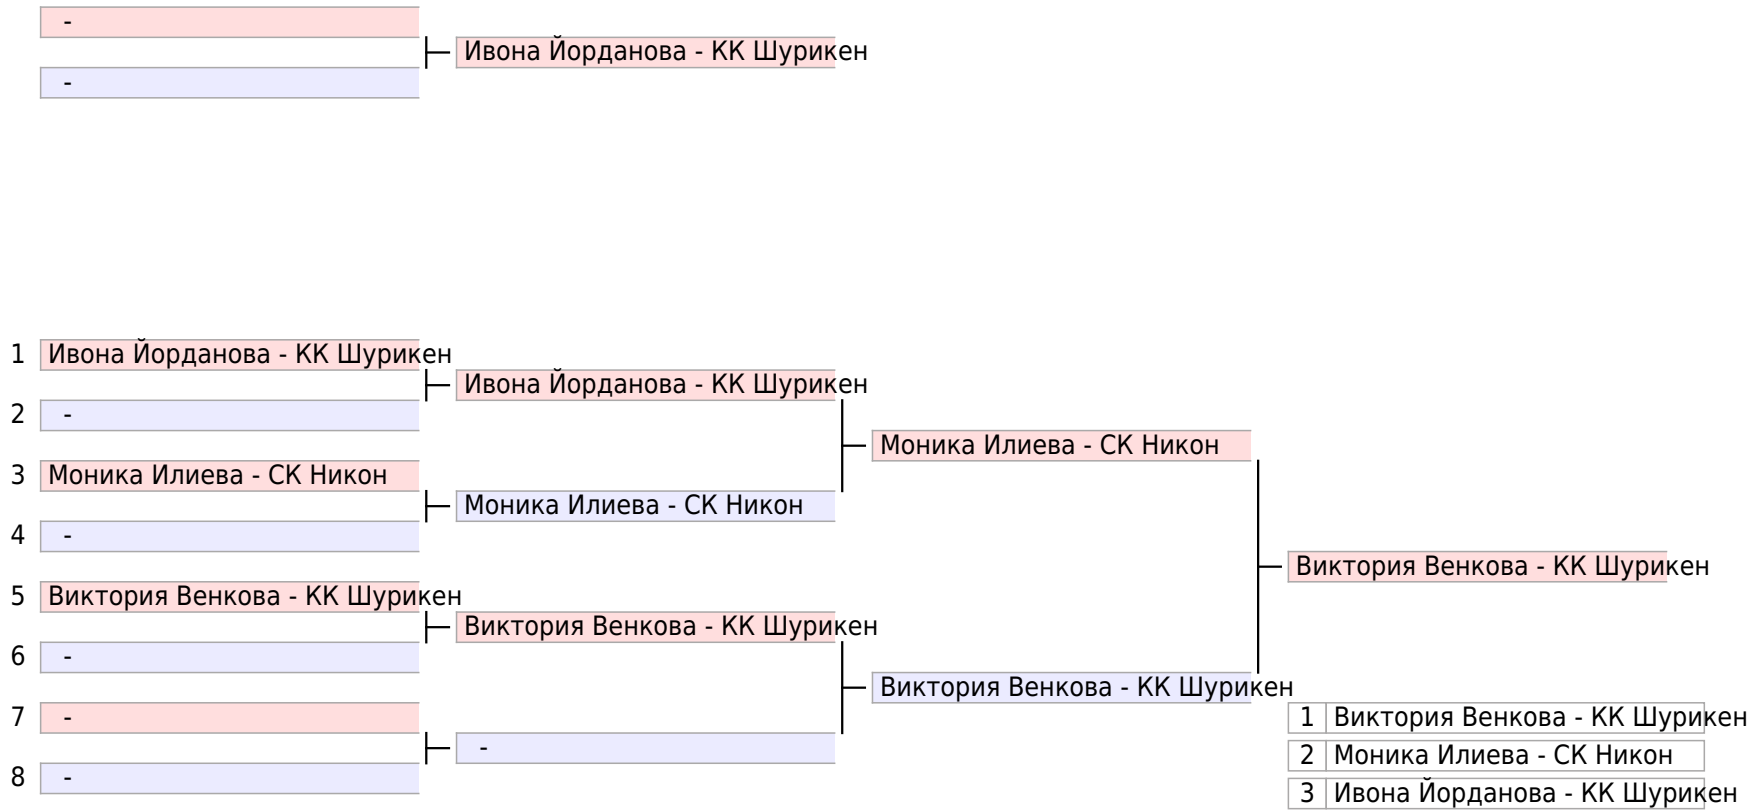 -
Ивона Йорданова - КК Шурикен
-
1 Ивона Йорданова - КК Шурикен
Ивона Йорданова - КК Шурикен
2 -
Моника Илиева - СК Никон
3 Моника Илиева - СК Никон
Моника Илиева - СК Никон
4 -
Виктория Венкова - КК Шурикен
5 Виктория Венкова - КК Шурикен
Виктория Венкова - КК Шурикен
6 -
Виктория Венкова - КК Шурикен
7 -
1 Виктория Венкова - КК Шурикен
-
2 Моника Илиева - СК Никон
8 -
3 Ивона Йорданова - КК Шурикен